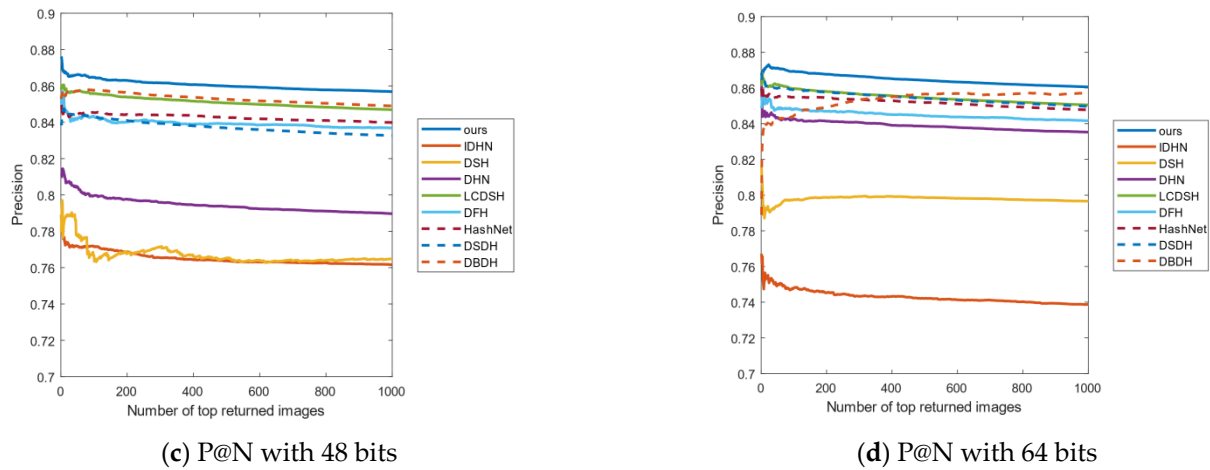 0.9
0.88
0.86
0.84
0.82
0.8
0.78
0.76
0.74
0.72
0.7
Precision
0 200 400 600 800 1000
Number of top returned images
ours
IDHN
DSH
DHN
LCDSH
DFH
HashNet
DSDH
DBDH
(c) P@N with 48 bits
0.9
0.88
0.86
0.84
0.82
0.8
0.78
0.76
0.74
0.72
0.7
Precision
0 200 400 600 800 1000
Number of top returned images
ours
IDHN
DSH
DHN
LCDSH
DFH
HashNet
DSDH
DBDH
(d) P@N with 64 bits